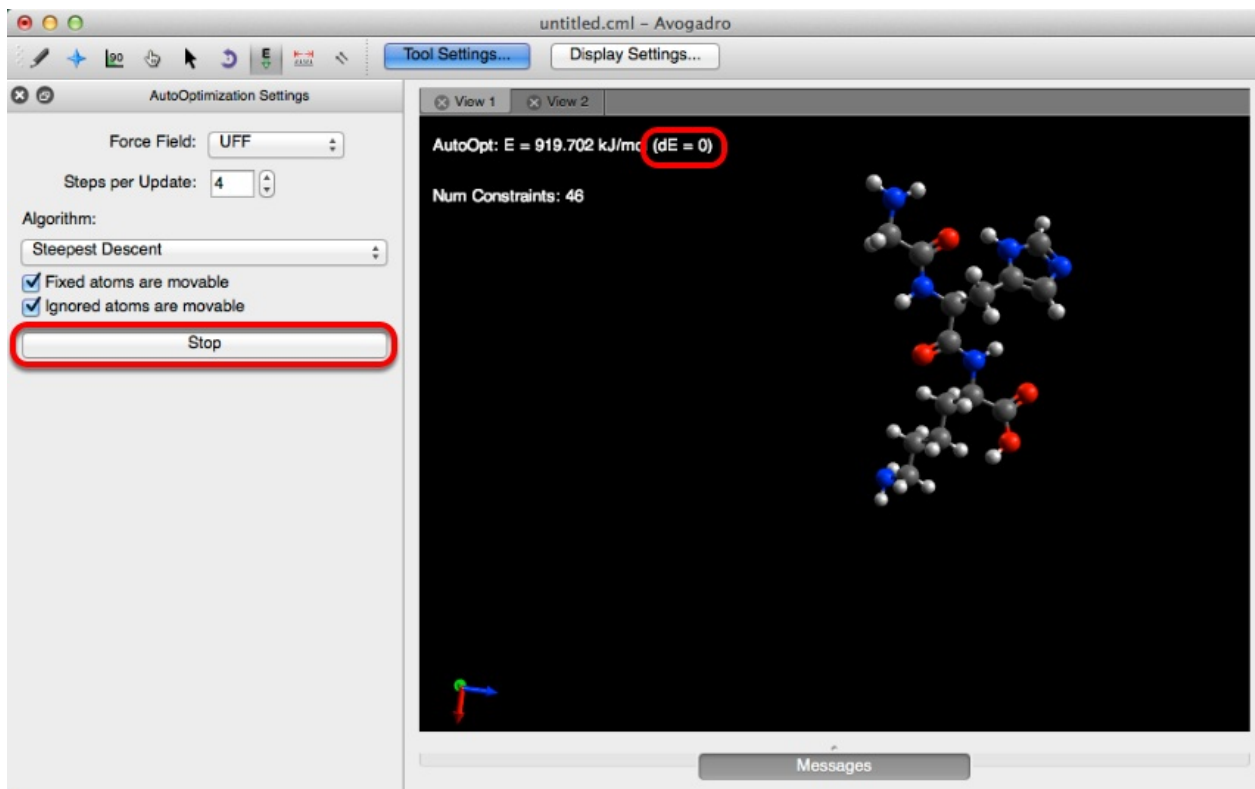 untitled.cml - Avogadro
Tool Settings... Display Settings...
AutoOptimization Settings
Force Field: UFF
Steps per Update: 4
Algorithm:
Steepest Descent
Fixed atoms are movable
Ignored atoms are movable
Stop
View 1 View 2
AutoOpt: E = 919.702 kJ/mo (dE = 0)
Num Constraints: 46
Messages